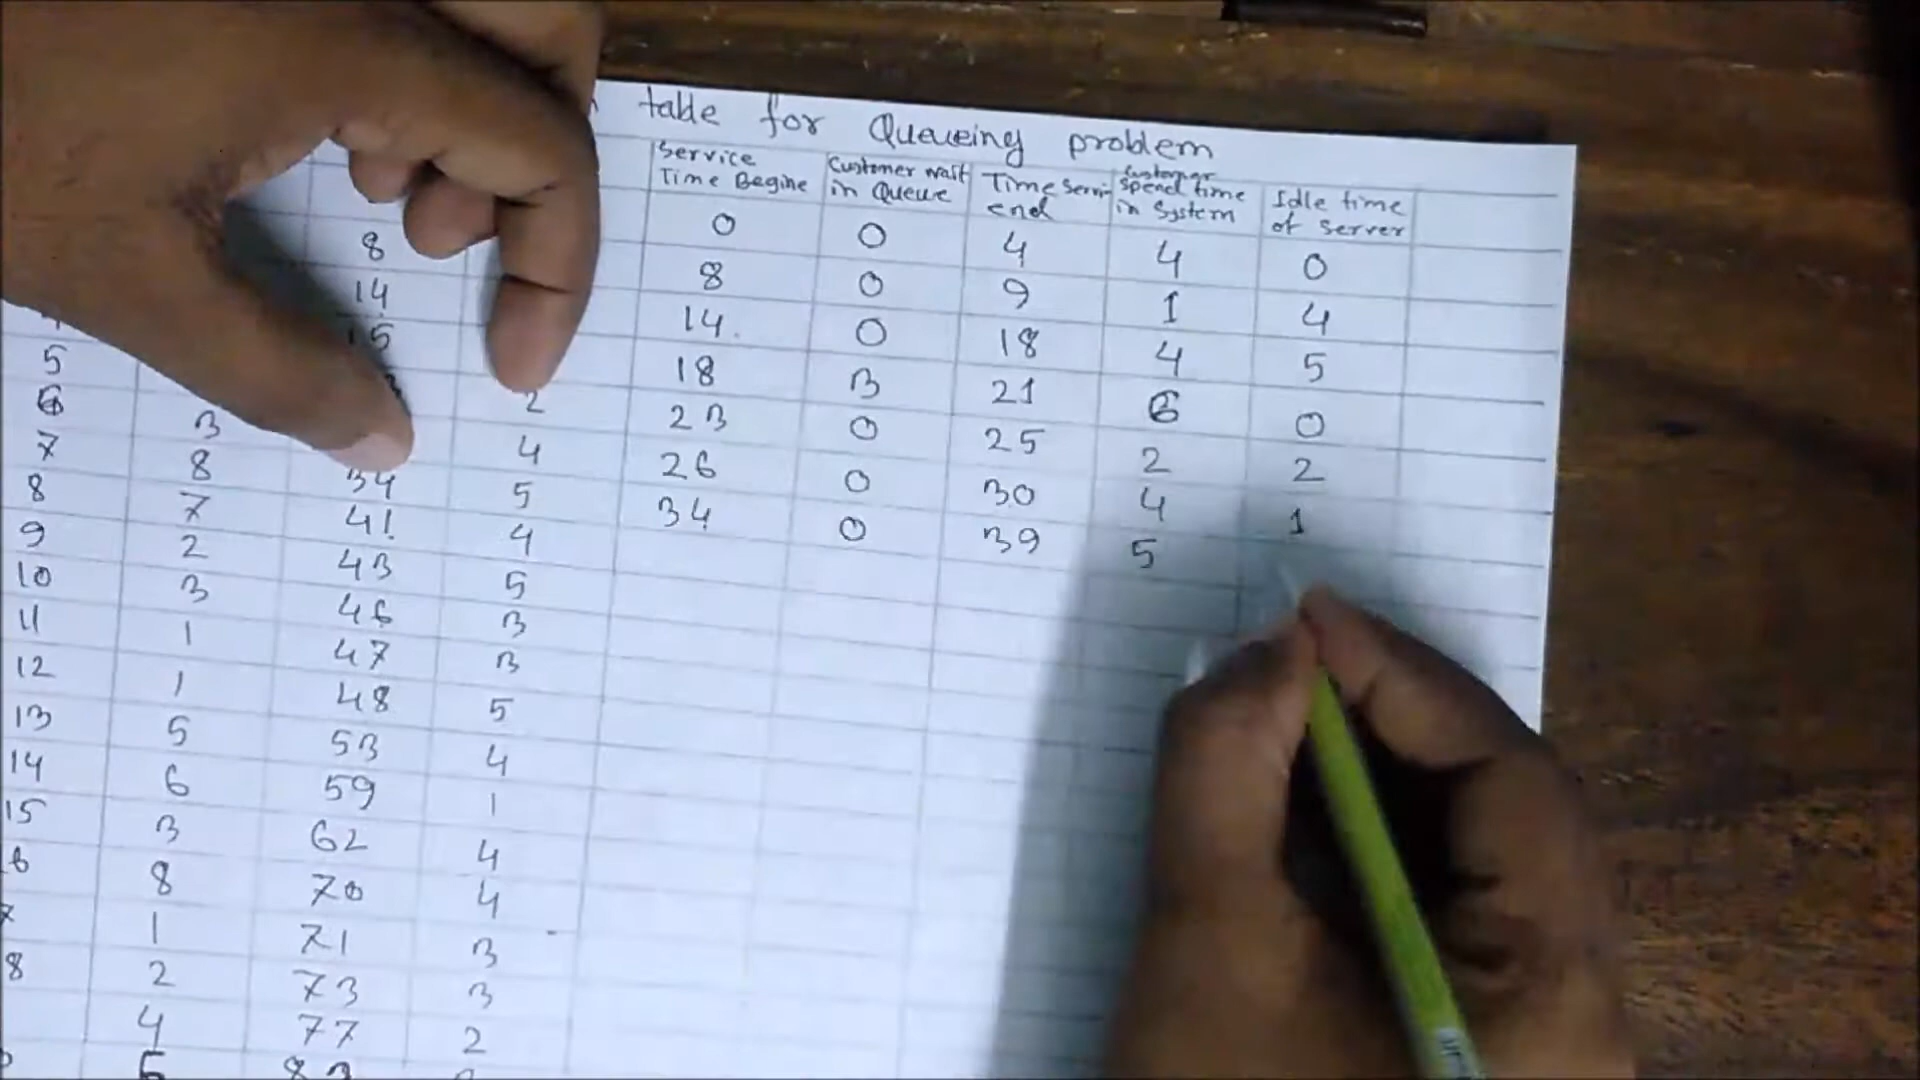 table for Queueing problem
Service Time Begine Customer wait in Queue Time Servi end Customer spend time in System Idle time of Server
0 0 4 4 0
8 8 0 9 1 4
14 14 0 18 4 5
15 18 3 21 6 0
5 2 23 0 25 2 2
6 3 4 26 0 30 4 1
7 8 34 5 34 0 39 5
8 7 41 4
9 2 43 5
10 3 46 3
11 1 47 3
12 1 48 5
13 5 53 4
14 6 59 1
15 3 62 4
6 8 70 4
7 1 71 3
8 2 73 3
4 77 2